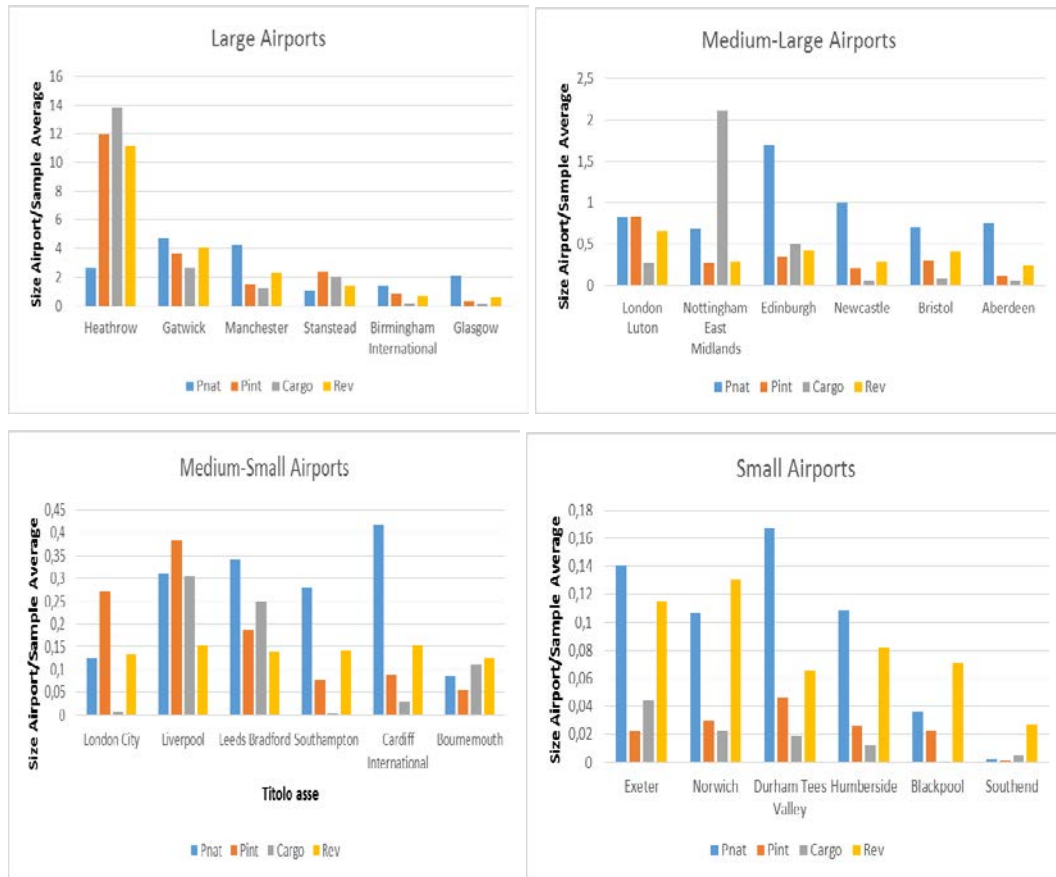 Large Airports
Size Airport/Sample Average
16
14
12
10
8
6
4
2
0
Heathrow Gatwick Manchester Stanstead Birmingham Glasgow
International
Pnat Pint Cargo Rev
Medium-Large Airports
Size Airport/Sample Average
2,5
2
1,5
1
0,5
0
London Nottingham Edinburgh Newcastle Bristol Aberdeen
Luton East
Midlands
Pnat Pint Cargo Rev
Medium-Small Airports
Size Airport/Sample Average
0,45
0,4
0,35
0,3
0,25
0,2
0,15
0,1
0,05
0
London City Liverpool Leeds Bradford Southampton Cardiff Bournemouth
International
Titolo asse
Pnat Pint Cargo Rev
Small Airports
Size Airport/Sample Average
0,18
0,16
0,14
0,12
0,1
0,08
0,06
0,04
0,02
0
Exeter Norwich Durham Tees Humberside Blackpool Southend
Valley
Pnat Pint Cargo Rev